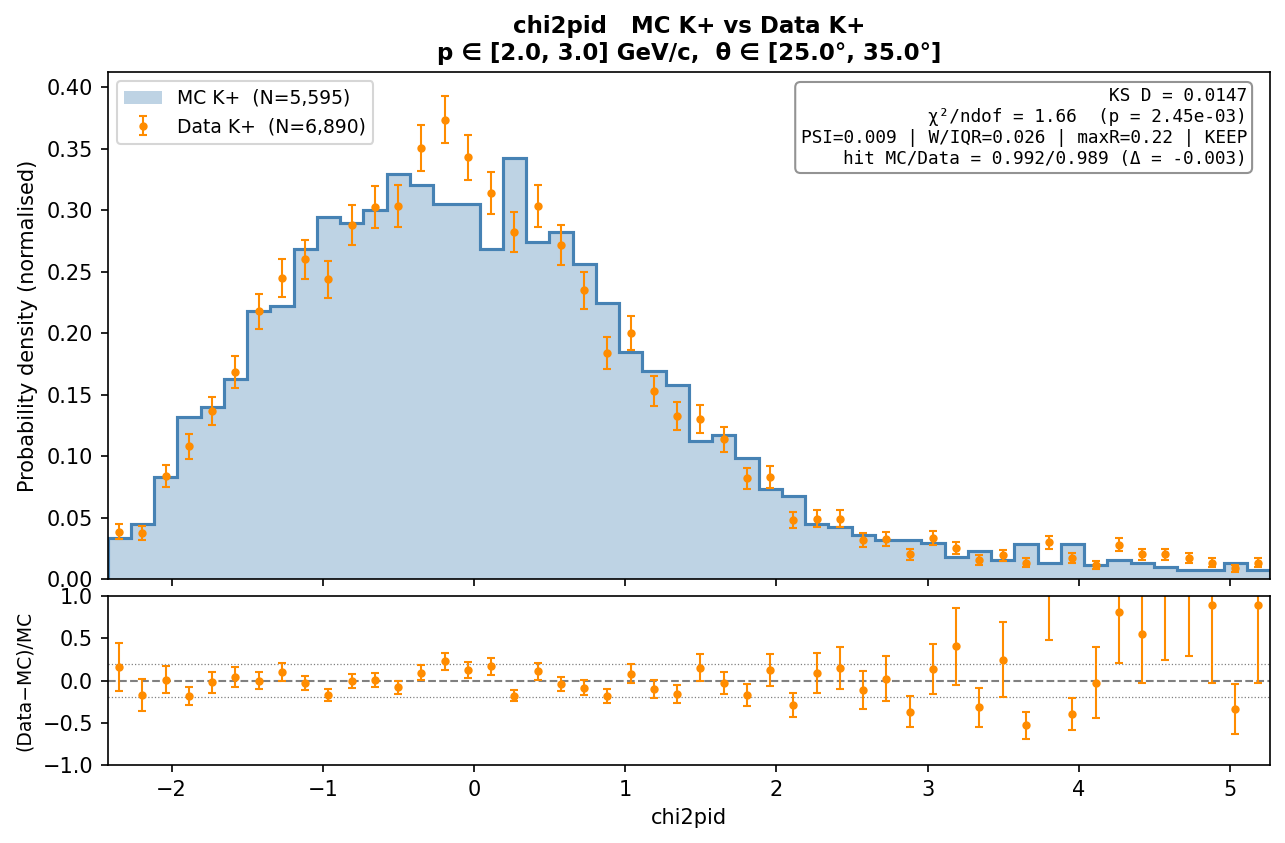 chi2pid   MC K+ vs Data K+
p ∈ [2.0, 3.0] GeV/c,  θ ∈ [25.0°, 35.0°]
MC K+  (N=5,595)
Data K+  (N=6,890)
KS D = 0.0147
χ²/ndof = 1.66  (p = 2.45e-03)
PSI=0.009 | W/IQR=0.026 | maxR=0.22 | KEEP
hit MC/Data = 0.992/0.989 (Δ = -0.003)
Probability density (normalised)
0.40
0.35
0.30
0.25
0.20
0.15
0.10
0.05
0.00
(Data−MC)/MC
1.0
0.5
0.0
−0.5
−1.0
−2 −1 0 1 2 3 4 5
chi2pid